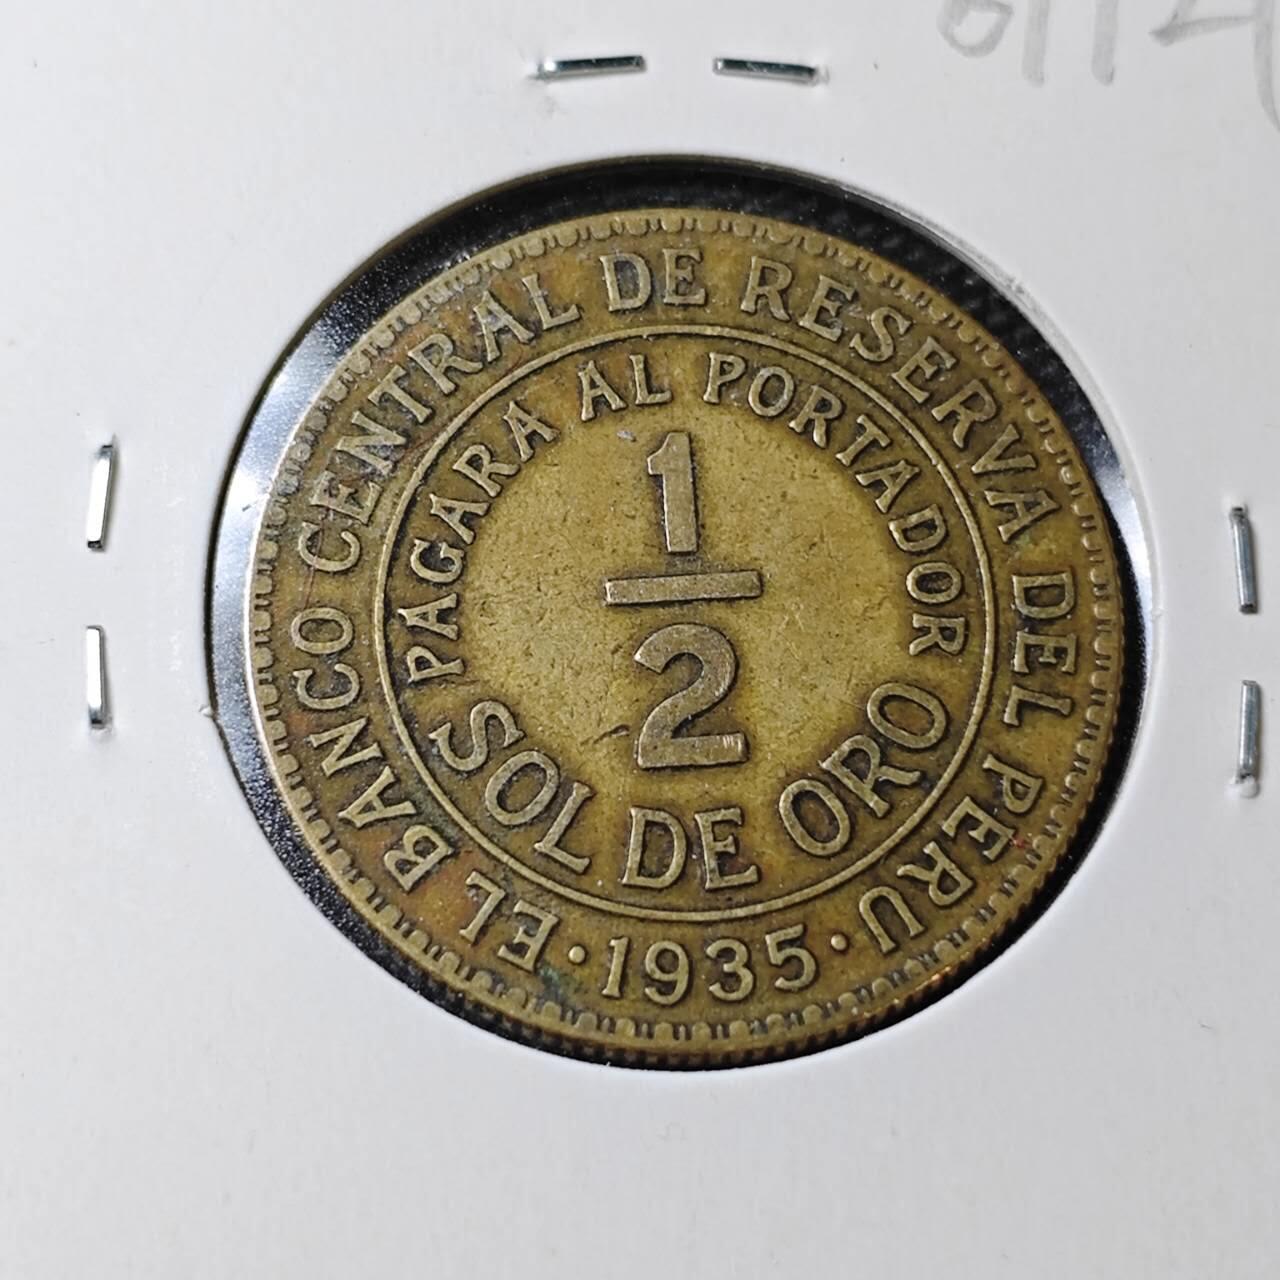 EL BANCO CENTRAL DE RESERVA DEL PERU
PAGARA AL PORTADOR
1
2
SOL DE ORO
· 1935 ·